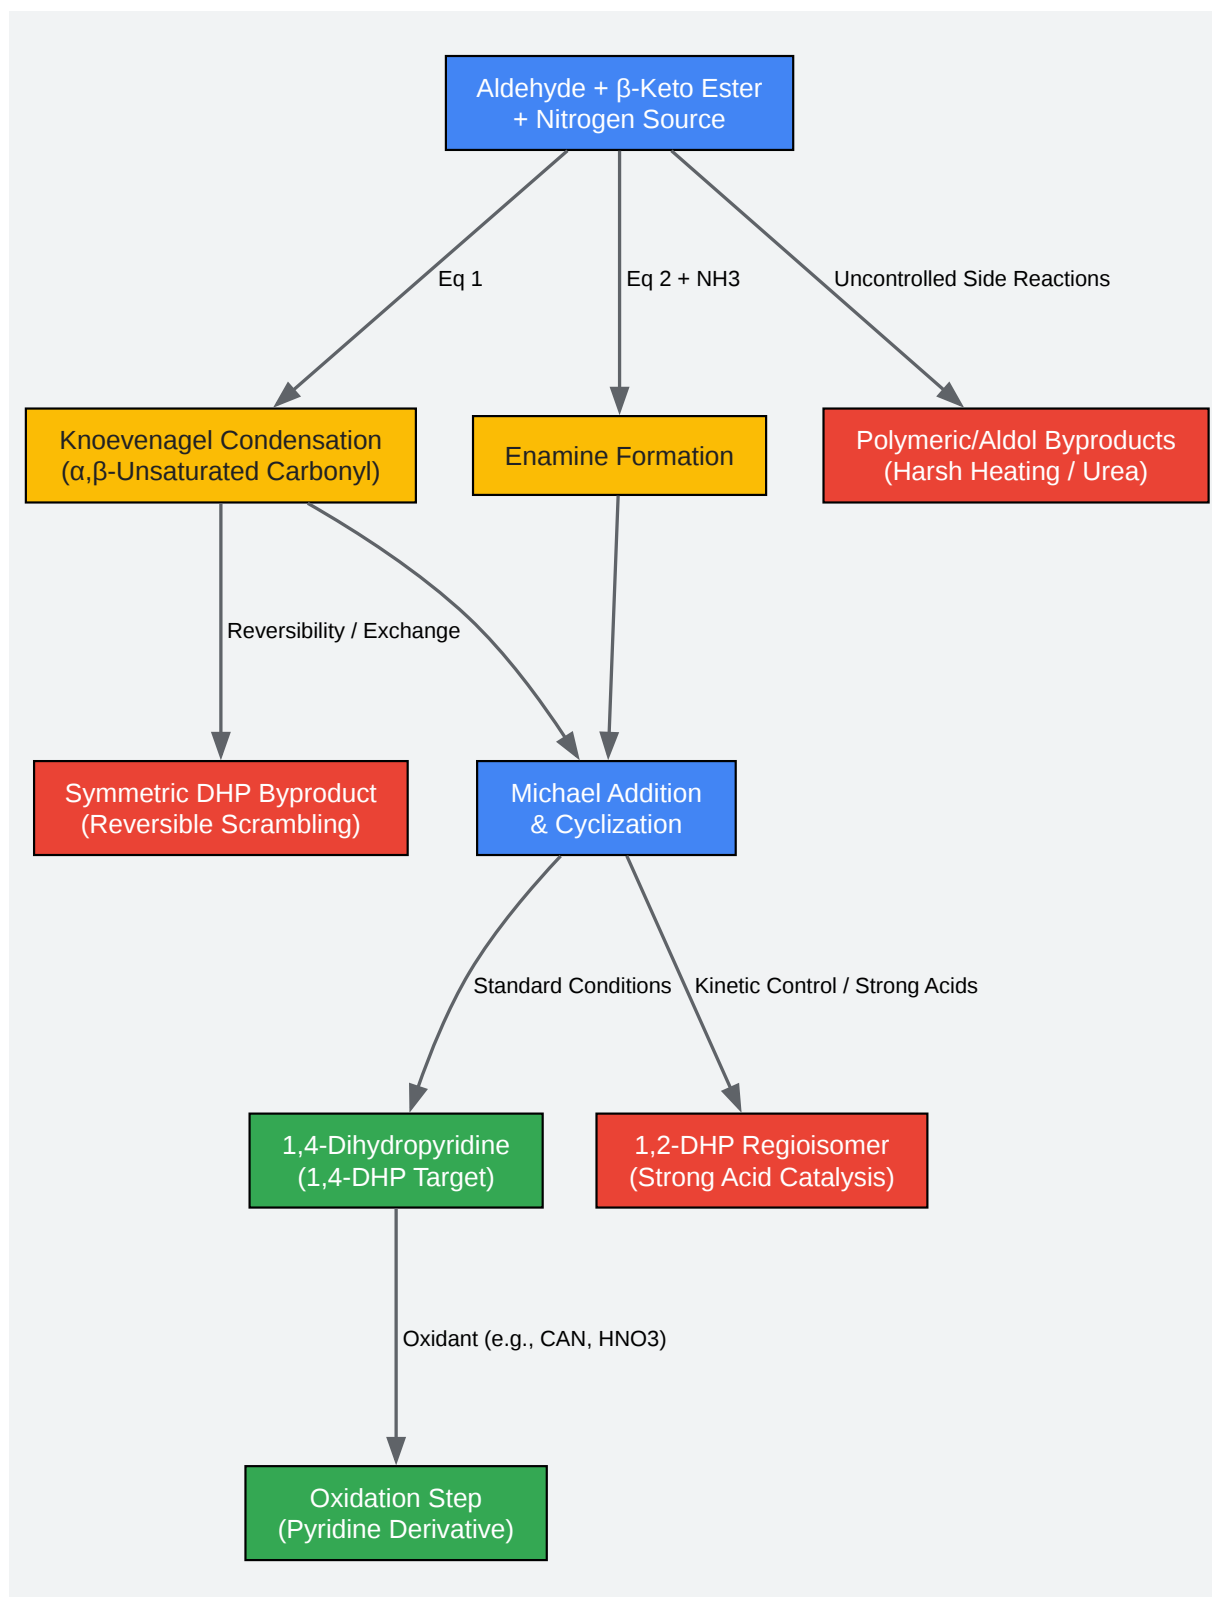 Aldehyde + β-Keto Ester
+ Nitrogen Source
Eq 1
Eq 2 + NH3
Uncontrolled Side Reactions
Knoevenagel Condensation
(α,β-Unsaturated Carbonyl)
Enamine Formation
Polymeric/Aldol Byproducts
(Harsh Heating / Urea)
Reversibility / Exchange
Symmetric DHP Byproduct
(Reversible Scrambling)
Michael Addition
& Cyclization
Standard Conditions
Kinetic Control / Strong Acids
1,4-Dihydropyridine
(1,4-DHP Target)
1,2-DHP Regioisomer
(Strong Acid Catalysis)
Oxidant (e.g., CAN, HNO3)
Oxidation Step
(Pyridine Derivative)